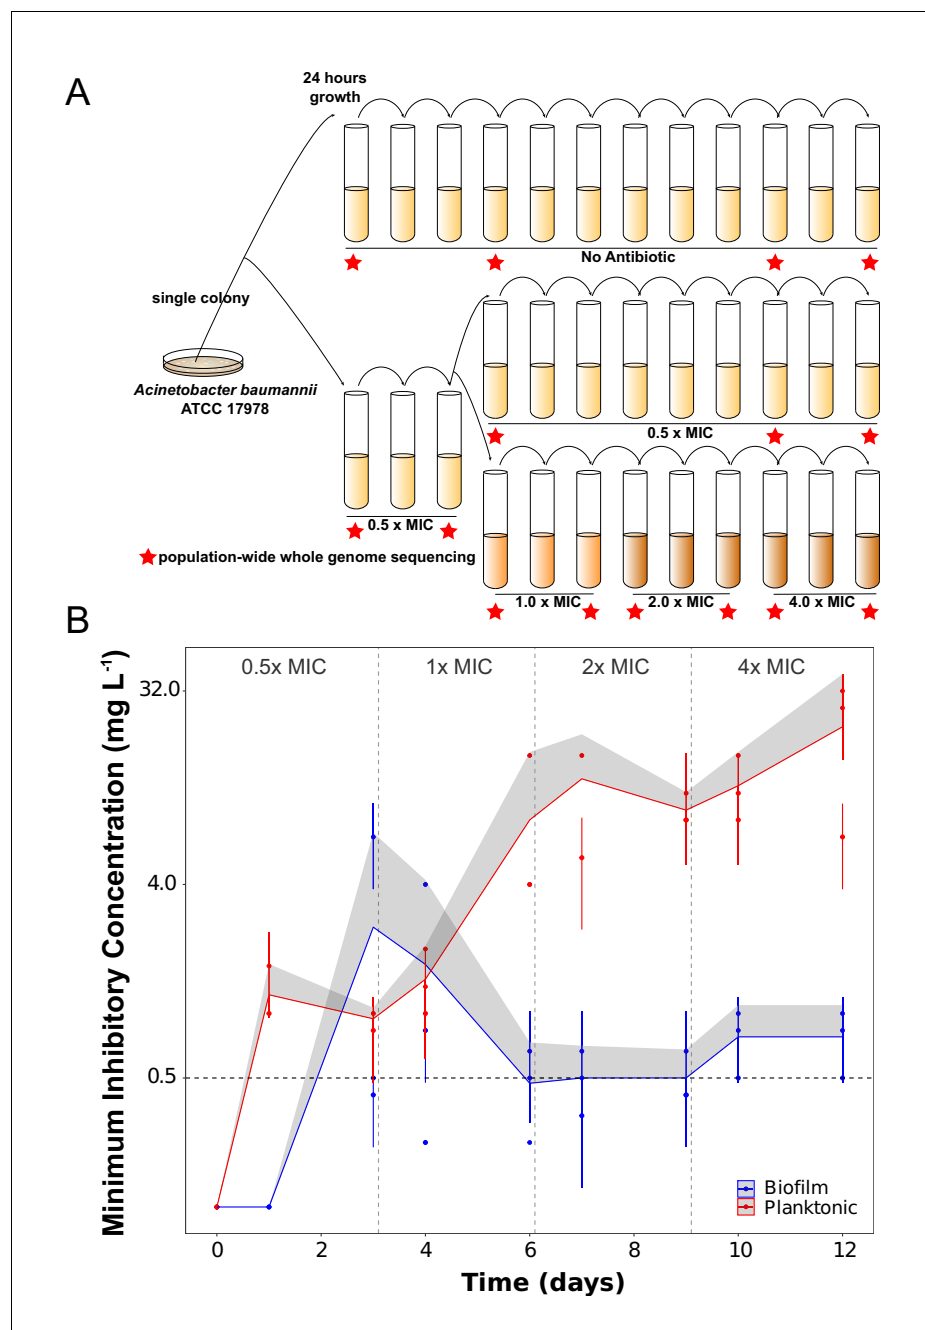 A
24 hours
growth
No Antibiotic
single colony
Acinetobacter baumannii
ATCC 17978
0.5 x MIC
0.5 x MIC
population-wide whole genome sequencing
1.0 x MIC
2.0 x MIC
4.0 x MIC
B
Minimum Inhibitory Concentration (mg L⁻¹)
0.5x MIC
1x MIC
2x MIC
4x MIC
32.0
4.0
0.5
Biofilm
Planktonic
0
2
4
6
8
10
12
Time (days)